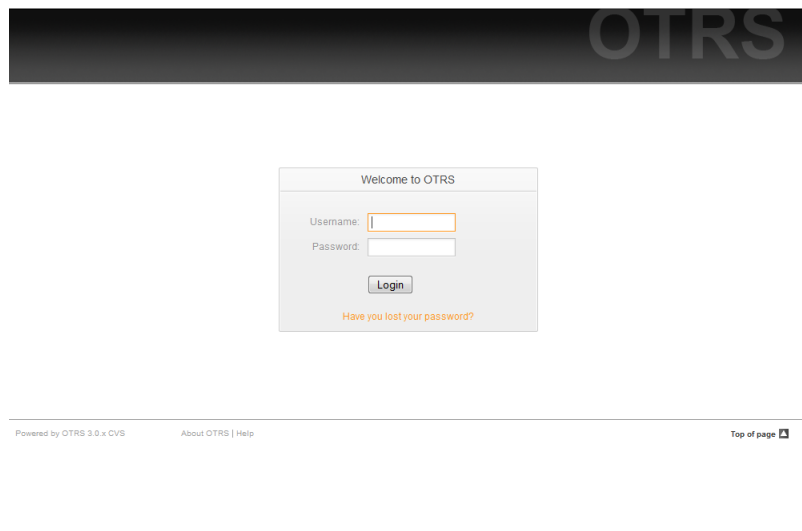 OTRS
Welcome to OTRS
Username:
Password:
Login
Have you lost your password?
Powered by OTRS 3.0.x CVS About OTRS | Help Top of page